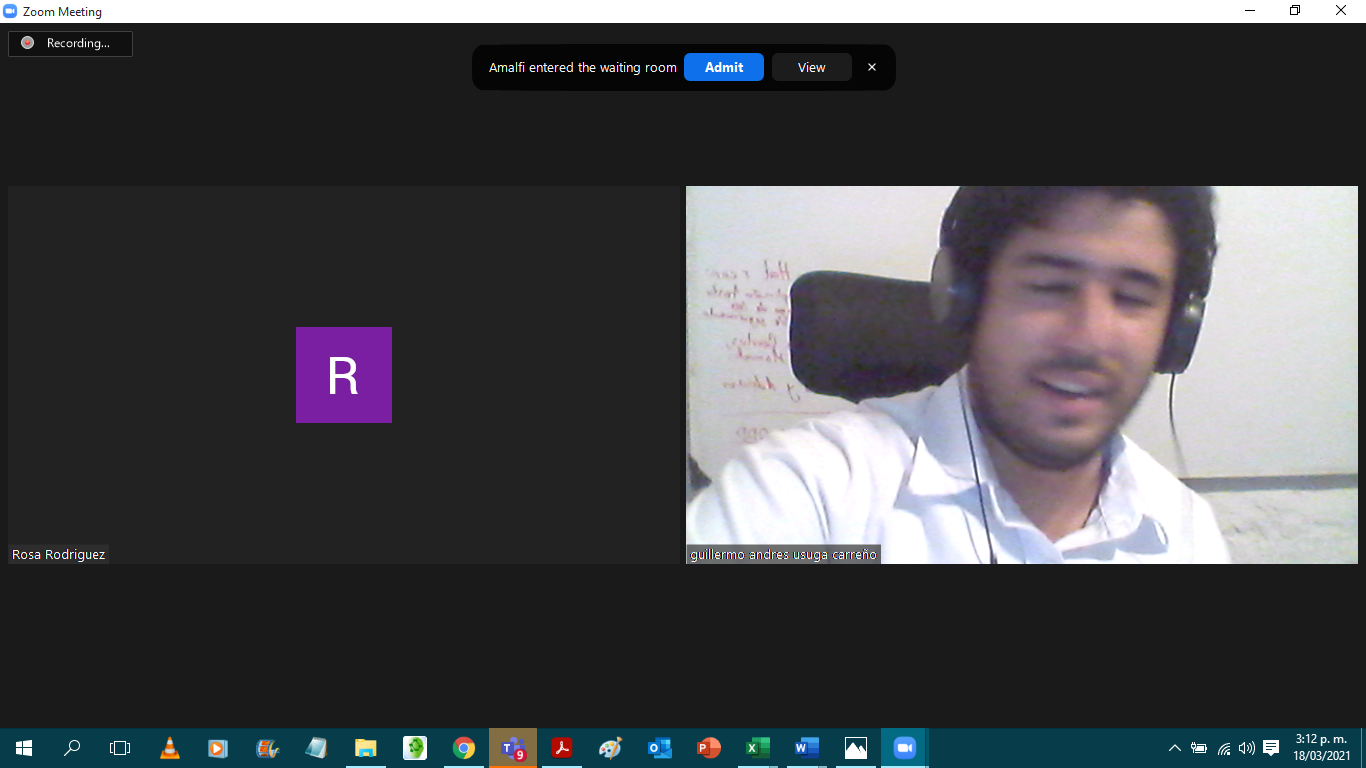 Zoom Meeting
Recording...
Amalfi entered the waiting room
Admit
View
R
Rosa Rodriguez
guillermo andres usuga carreño
9
3:12 p. m.
18/03/2021